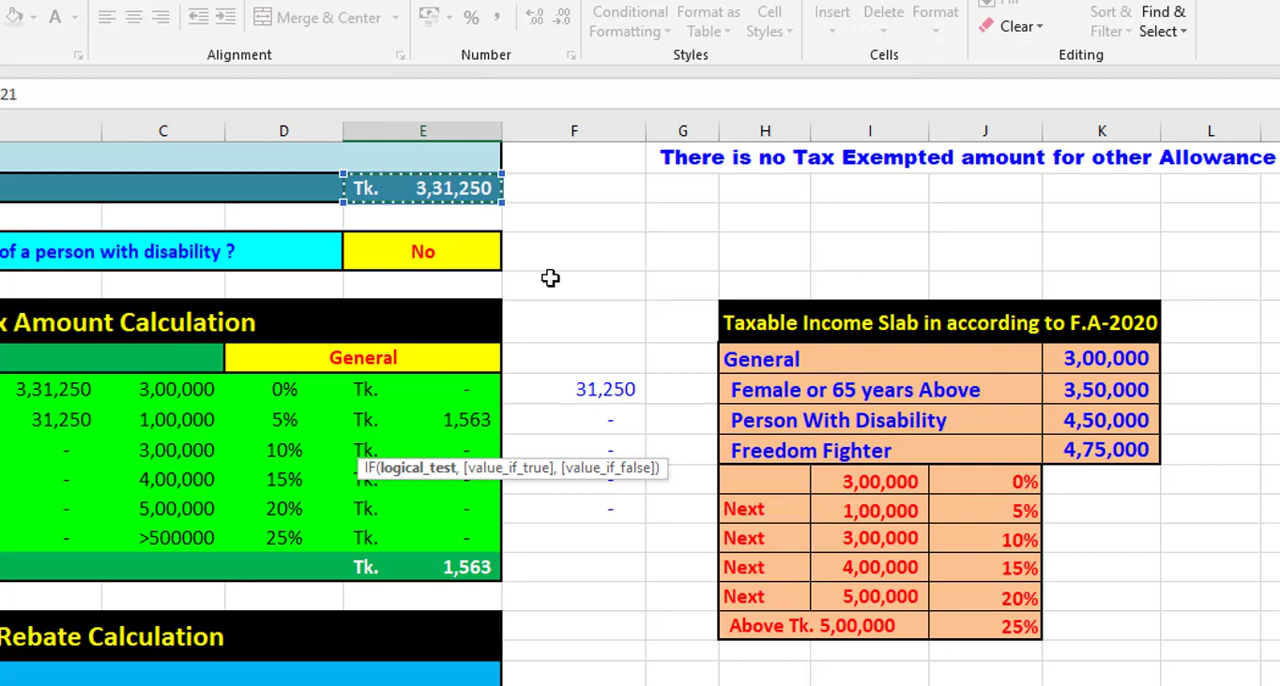 A Merge & Center % , Conditional Format as Cell Insert Delete Format Sort & Find &
Formatting Table Styles Clear Filter Select
Alignment Number Styles Cells Editing
21
C D E F G H I J K L
There is no Tax Exempted amount for other Allowance
Tk. 3,31,250
of a person with disability ? No
x Amount Calculation Taxable Income Slab in according to F.A-2020
General General 3,00,000
3,31,250 3,00,000 0% Tk. - 31,250 Female or 65 years Above 3,50,000
31,250 1,00,000 5% Tk. 1,563 - Person With Disability 4,50,000
- 3,00,000 10% Tk. - Freedom Fighter 4,75,000
IF(logical_test, [value_if_true], [value_if_false])
- 4,00,000 15% Tk. - - 3,00,000 0%
- 5,00,000 20% Tk. - - Next 1,00,000 5%
- >500000 25% Tk. - Next 3,00,000 10%
Tk. 1,563 Next 4,00,000 15%
Next 5,00,000 20%
Above Tk. 5,00,000 25%
Rebate Calculation